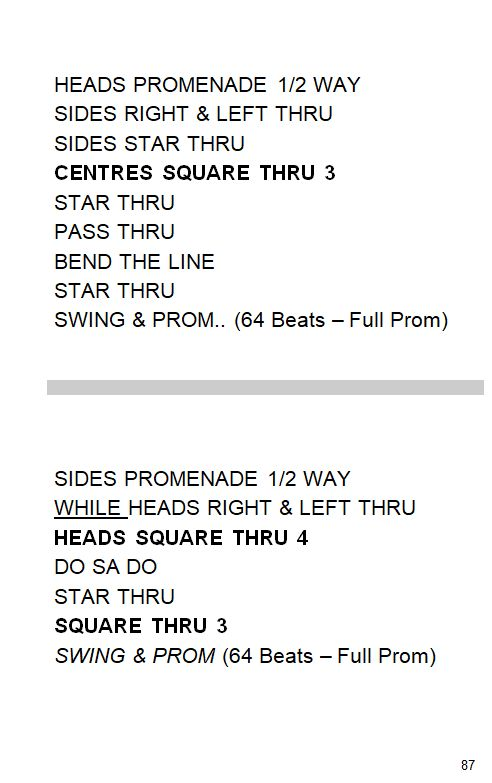 HEADS PROMENADE 1/2 WAY
SIDES RIGHT & LEFT THRU
SIDES STAR THRU
CENTRES SQUARE THRU 3
STAR THRU
PASS THRU
BEND THE LINE
STAR THRU
SWING & PROM.. (64 Beats – Full Prom)
SIDES PROMENADE 1/2 WAY
WHILE HEADS RIGHT & LEFT THRU
HEADS SQUARE THRU 4
DO SA DO
STAR THRU
SQUARE THRU 3
SWING & PROM (64 Beats – Full Prom)
87